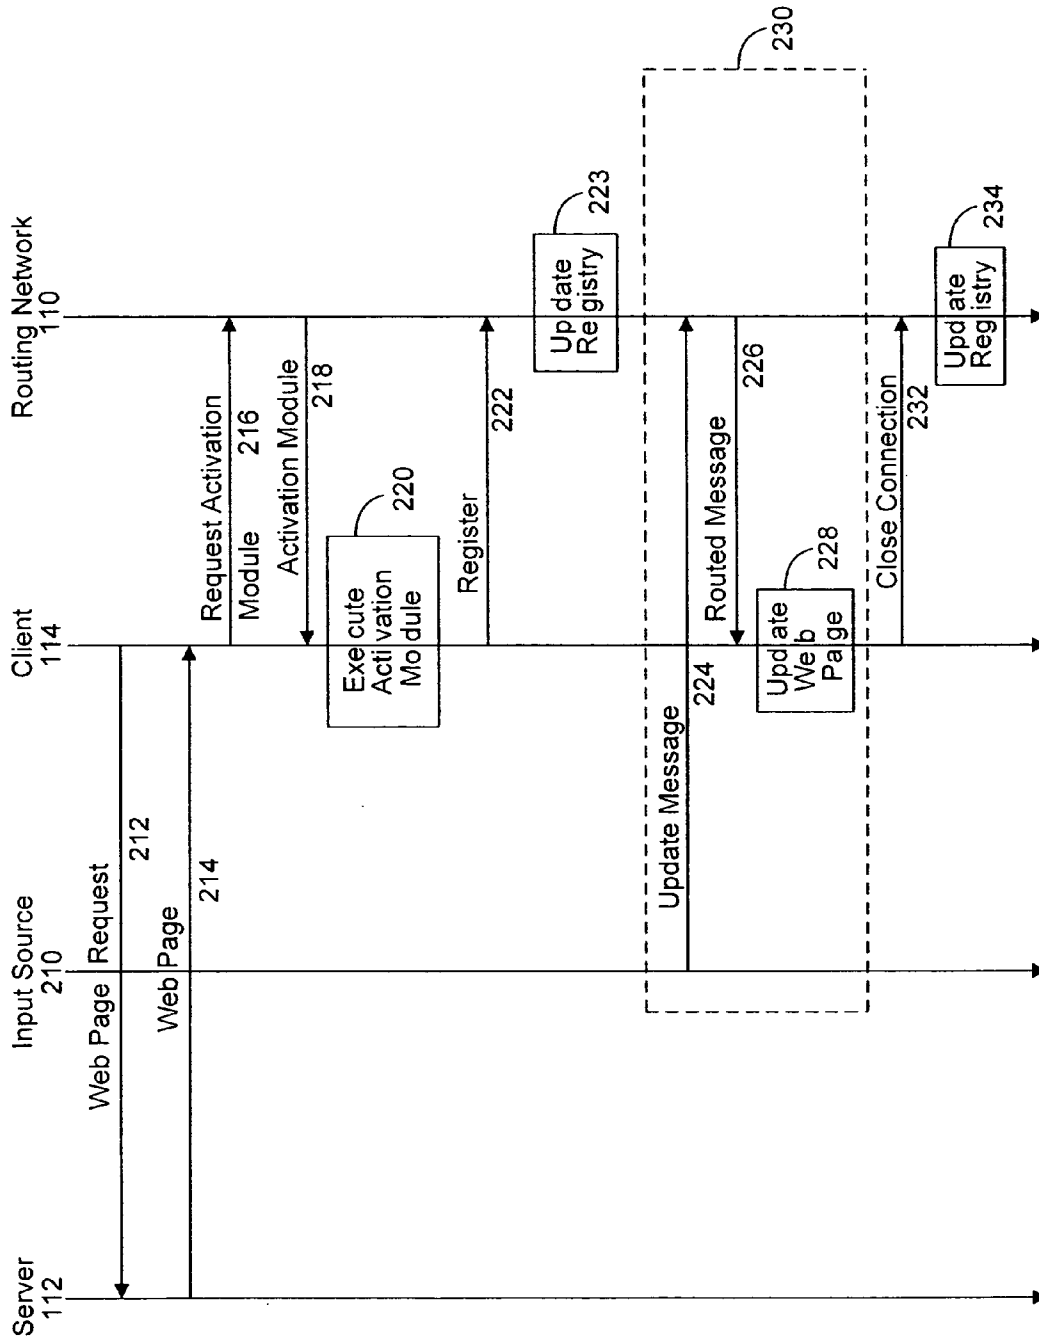 Server
112
Input Source
210
Client
114
Routing Network
110
Web Page Request
212
Web Page
214
Request Activation
Module 216
Activation Module
218
Execute
Activation
Module
220
Register
222
Update
Registry
223
Update Message
224
Routed Message
226
Update
Web
Page
228
230
Close Connection
232
Update
Registry
234